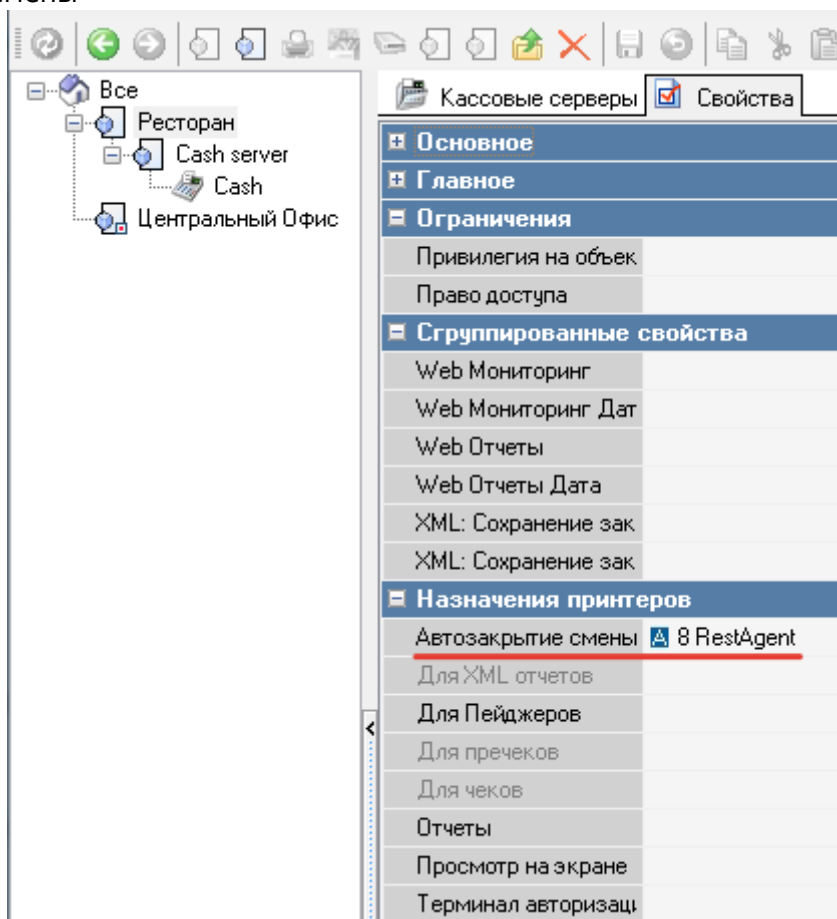 Все
Ресторан
Cash server
Cash
Центральный Офис
Кассовые серверы
Свойства
Основное
Главное
Ограничения
Привилегия на объек
Право доступа
Сгруппированные свойства
Web Мониторинг
Web Мониторинг Дат
Web Отчеты
Web Отчеты Дата
XML: Сохранение зак
XML: Сохранение зак
Назначения принтеров
Автозакрытие смены A 8 RestAgent
Для XML отчетов
Для Пейджеров
Для пречеков
Для чеков
Отчеты
Просмотр на экране
Терминал авторизаци